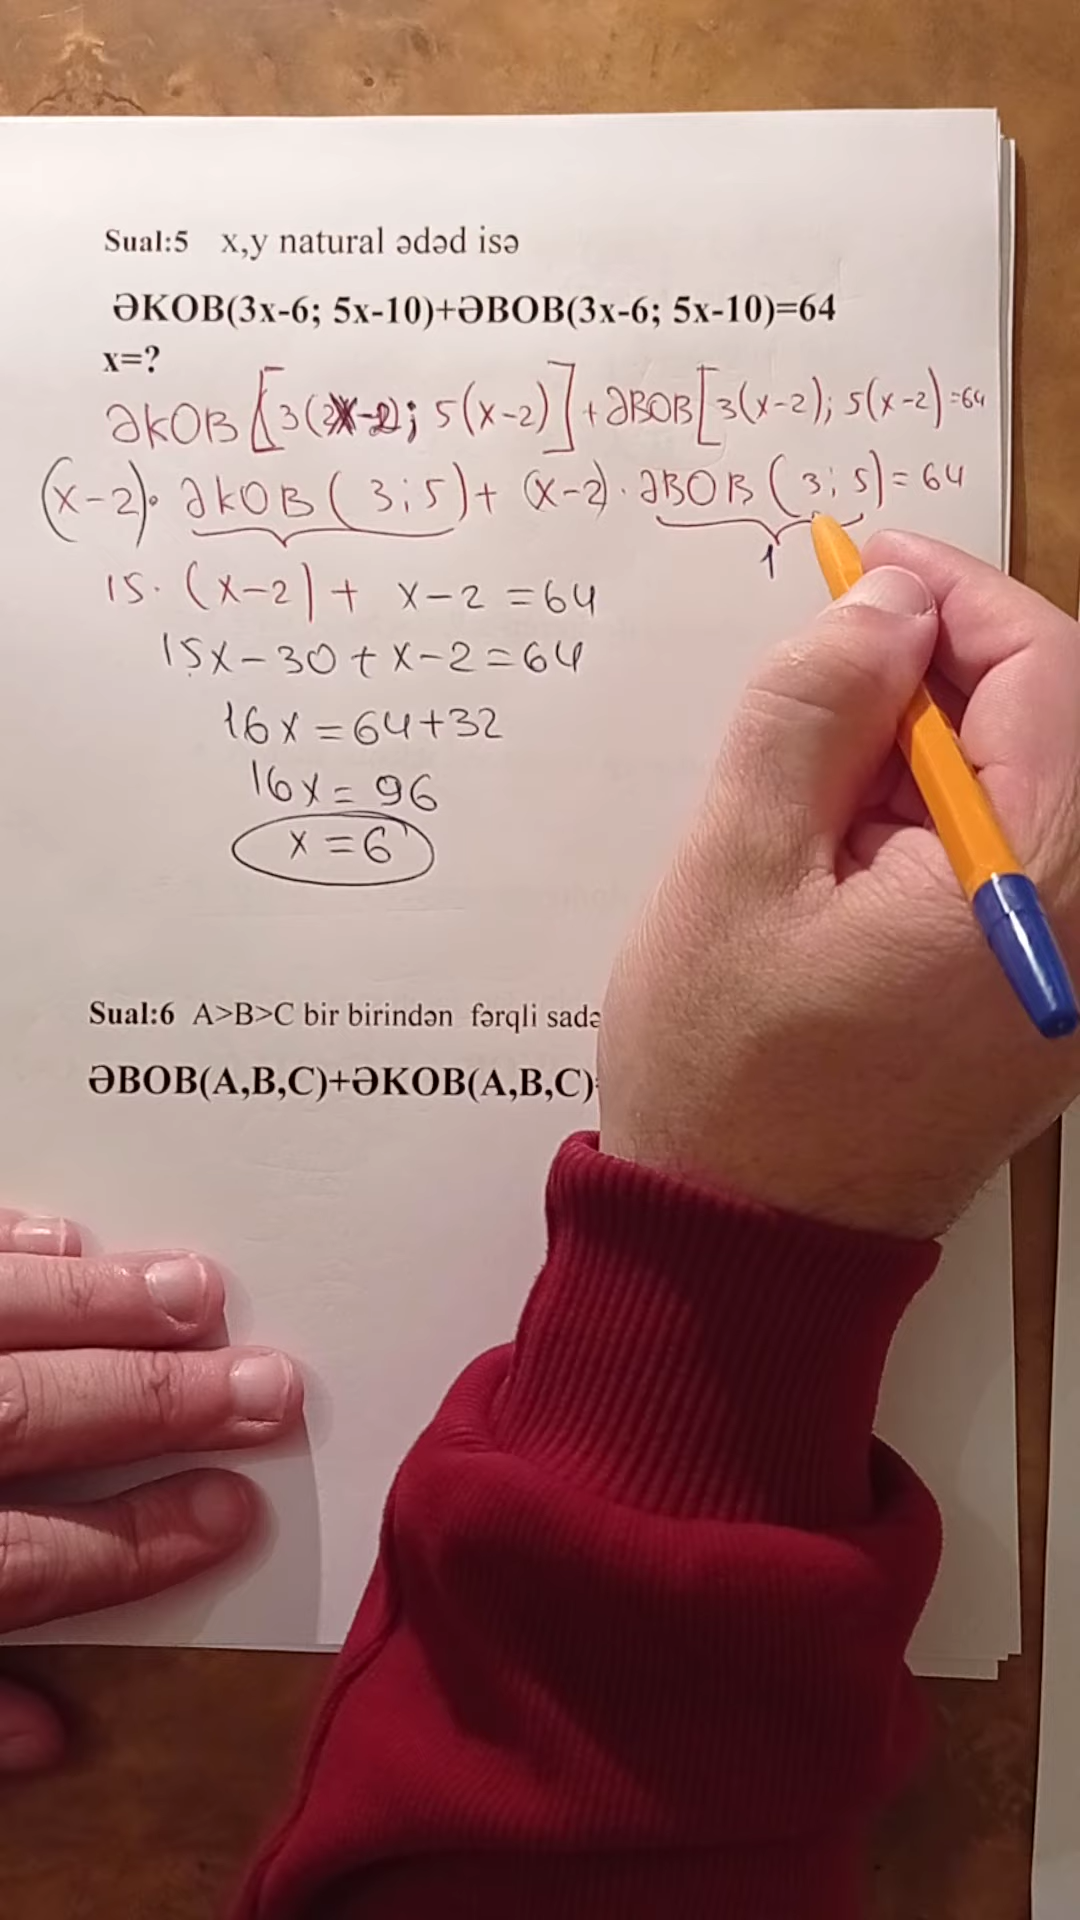 Sual:5 x,y natural ədəd isə
ƏKOB(3x-6; 5x-10)+ƏBOB(3x-6; 5x-10)=64
x=?
ƏKOB[3(x-2; 5(x-2)]+ƏBOB[3(x-2); 5(x-2)=64
(x-2)·ƏKOB(3;5)+(x-2)·ƏBOB(3;5)=64
1
15·(x-2)+x-2=64
15x-30+x-2=64
16x=64+32
16x=96
x=6
Sual:6 A>B>C bir birindən fərqli sadə
ƏBOB(A,B,C)+ƏKOB(A,B,C)